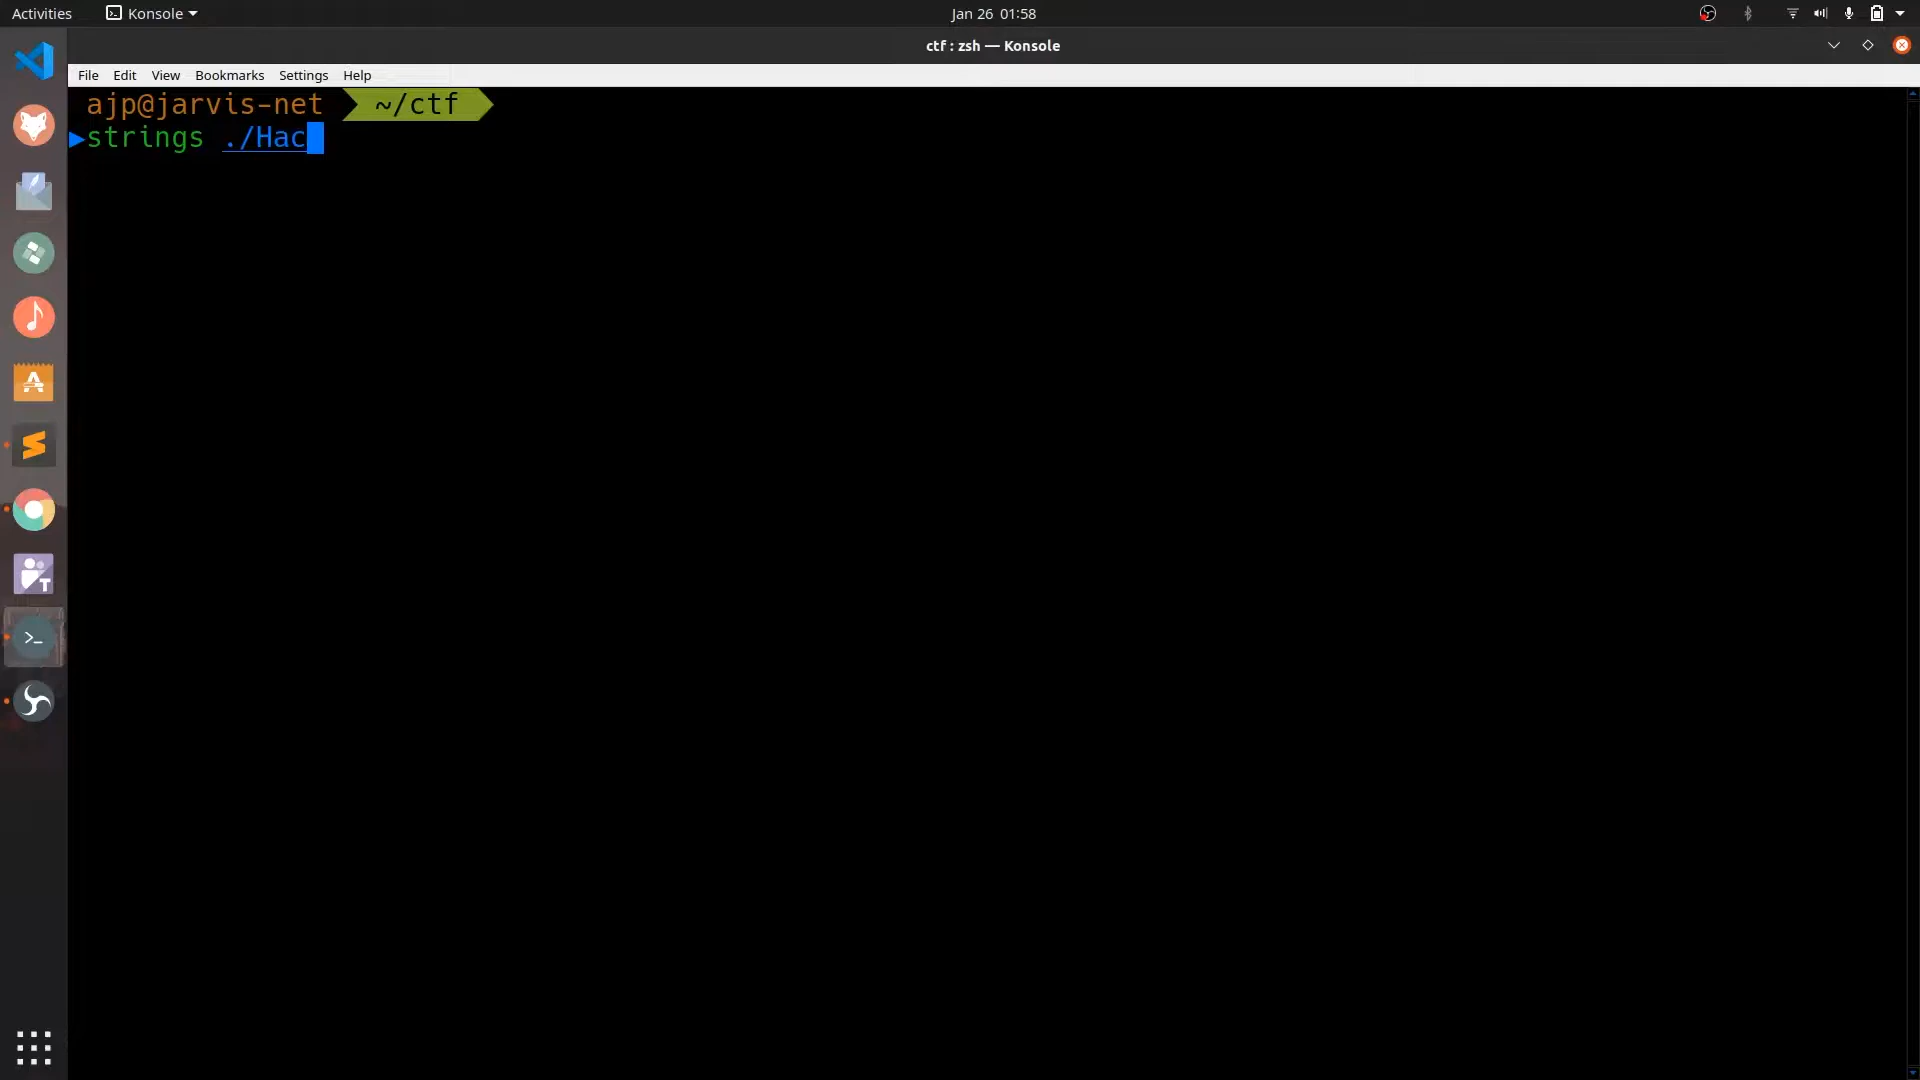 Activities Konsole Jan 26 01:58
ctf : zsh — Konsole
File Edit View Bookmarks Settings Help
ajp@jarvis-net ~/ctf
strings ./Hac